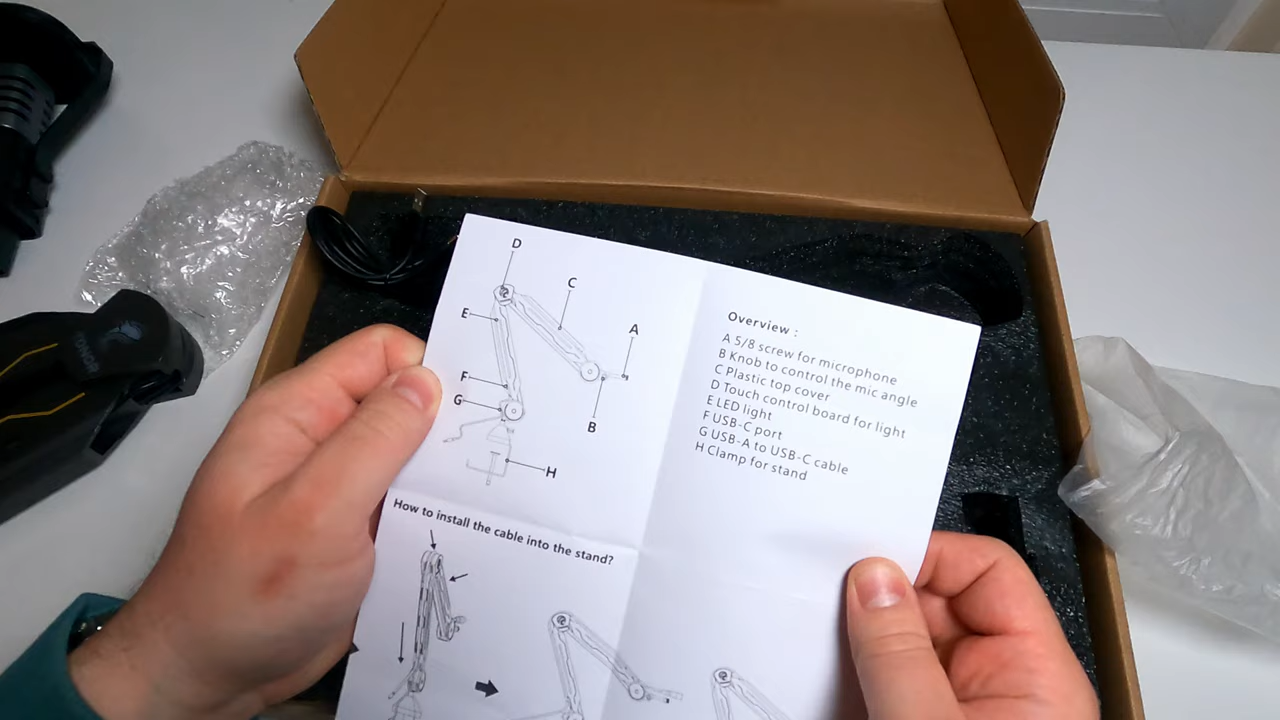 D
C
E
A
F
G
B
H
Overview :
A 5/8 screw for microphone
B Knob to control the mic angle
C Plastic top cover
D Touch control board for light
E LED light
F USB-C port
G USB-A to USB-C cable
H Clamp for stand
How to install the cable into the stand?